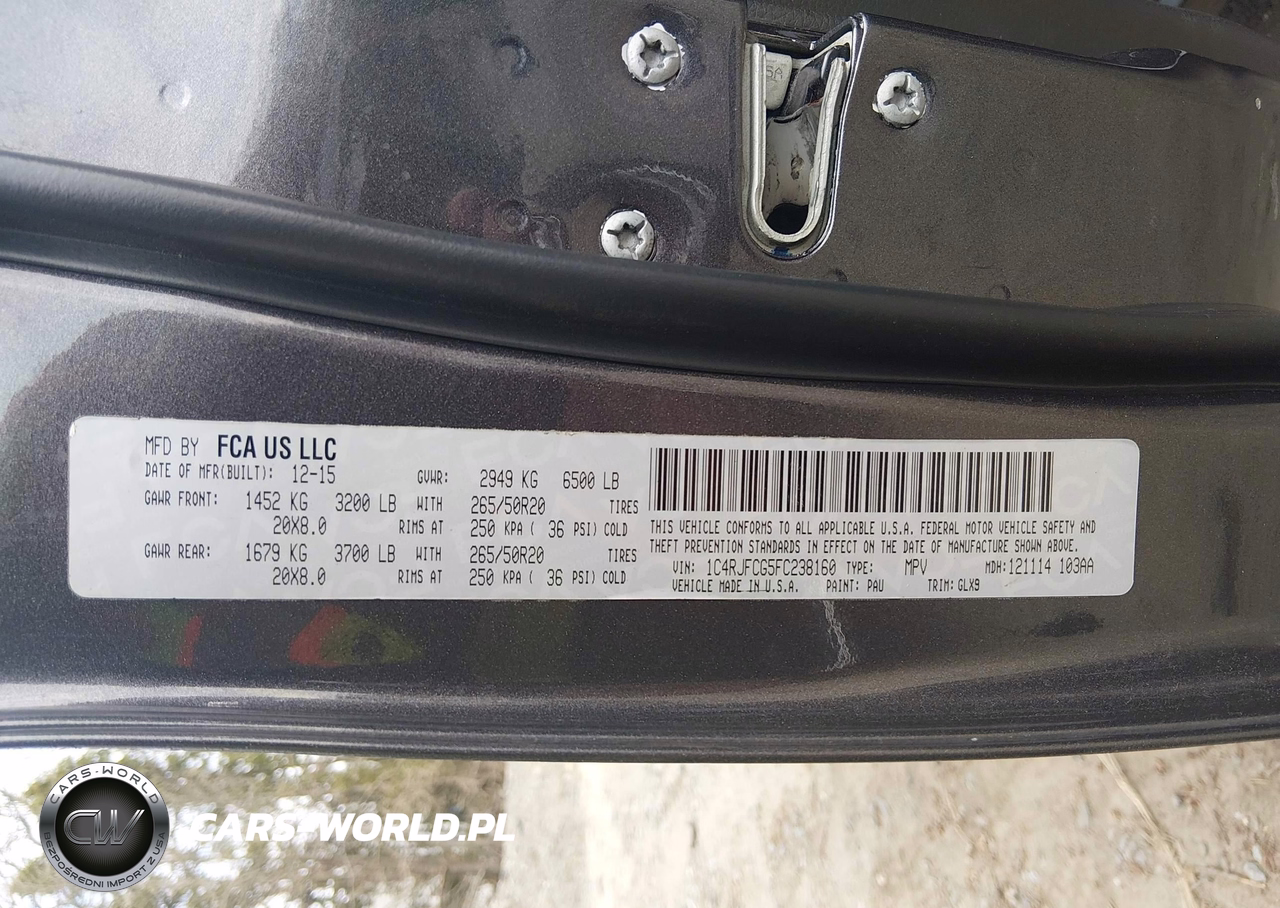 SA
MFD BY FCA US LLC
DATE OF MFR(BUILT): 12-15 GVWR: 2949 KG 6500 LB
GAWR FRONT: 1452 KG 3200 LB WITH 265/50R20 TIRES
20X8.0 RIMS AT 250 KPA ( 36 PSI) COLD
GAWR REAR: 1679 KG 3700 LB WITH 265/50R20 TIRES
20X8.0 RIMS AT 250 KPA ( 36 PSI) COLD
THIS VEHICLE CONFORMS TO ALL APPLICABLE U.S.A. FEDERAL MOTOR VEHICLE SAFETY AND
THEFT PREVENTION STANDARDS IN EFFECT ON THE DATE OF MANUFACTURE SHOWN ABOVE.
VIN: 1C4RJFCG5FC238160 TYPE: MPV MDH: 121114 103AA
VEHICLE MADE IN U.S.A. PAINT: PAU TRIM: GLX9
CARS-WORLD
CW
BEZPOŚREDNI IMPORT Z USA
CARS-WORLD.PL